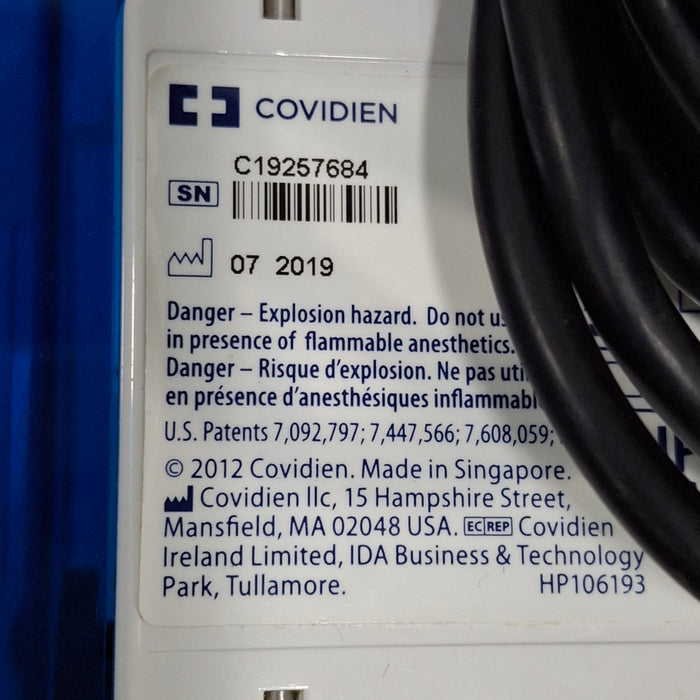 COVIDIEN
C19257684
SN
07 2019
Danger – Explosion hazard. Do not
in presence of flammable anesthetics.
Danger – Risque d'explosion. Ne pas
en présence d'anesthésiques
U.S. Patents 7,092,797; 7,447,566; 7,608,059;
© 2012 Covidien. Made in Singapore.
Covidien llc, 15 Hampshire Street,
Mansfield, MA 02048 USA. EC REP Covidien
Ireland Limited, IDA Business & Technology
Park, Tullamore. HP106193